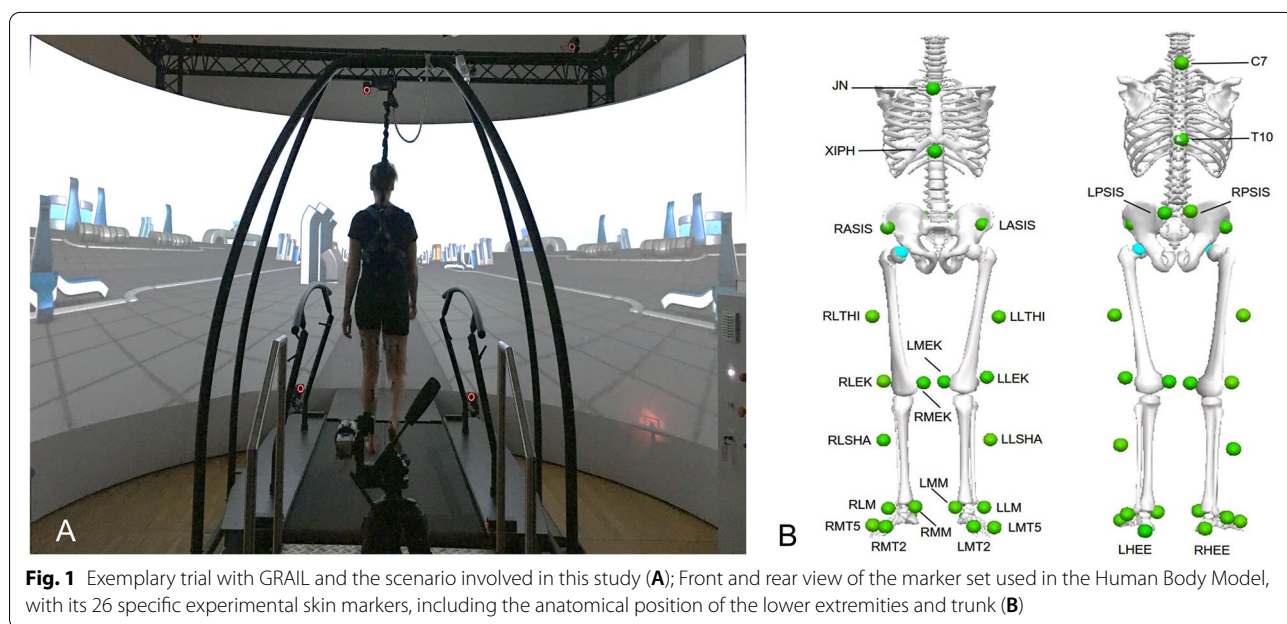 JN
C7
XIPH
T10
LPSIS
RPSIS
RASIS
LASIS
RLTHI
LLTHI
LMEK
RLEK
LLEK
RMEK
RLSHA
LLSHA
LMM
RLM
LLM
RMT5
RMM
LMT5
RMT2
LMT2
LHEE
RHEE
A
B
Fig. 1 Exemplary trial with GRAIL and the scenario involved in this study (A); Front and rear view of the marker set used in the Human Body Model,
with its 26 specific experimental skin markers, including the anatomical position of the lower extremities and trunk (B)